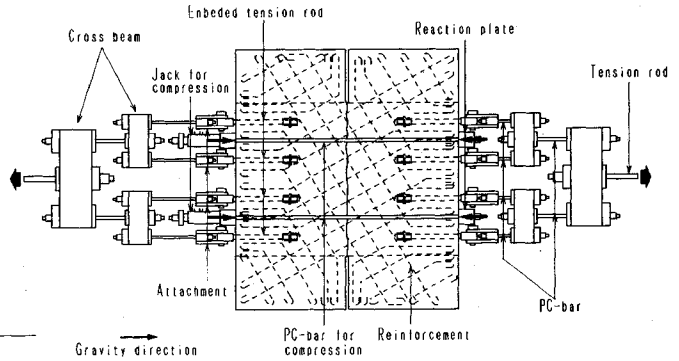 Enbeded tension rod
Reaction plate
Cross beam
Jack for
compression
Tension rod
Attachment
PC-bar
PC-bar for
compression
Reinforcement
Gravity direction